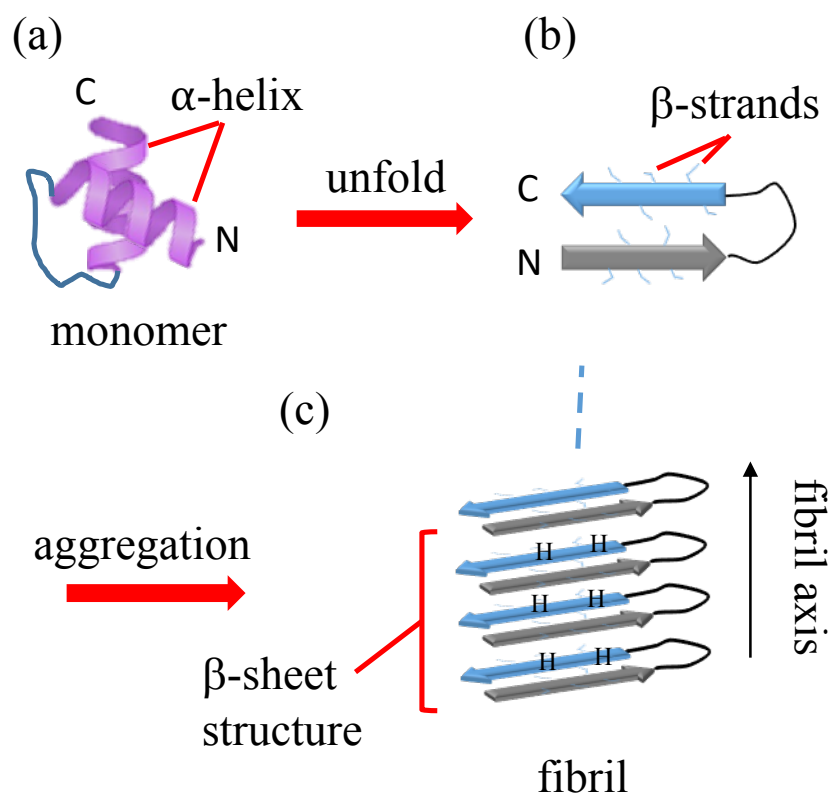 (a)
C
α-helix
N
monomer
unfold
(b)
β-strands
C
N
(c)
aggregation
H H
H H
H H
β-sheet
structure
fibril axis
fibril